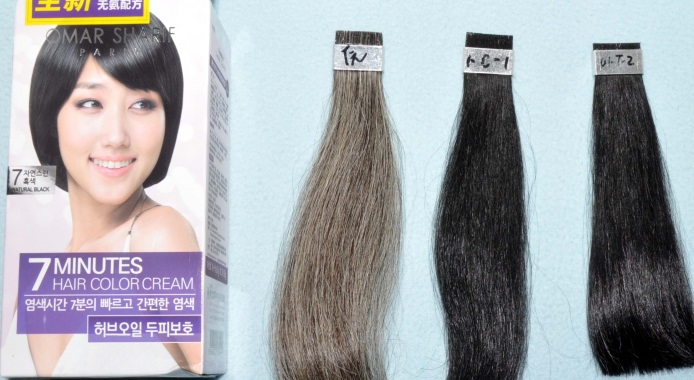 全新
无氨配方
OMAR SHARIF
PARIS
7 자연스런
흑색
NATURAL BLACK
7 MINUTES
HAIR COLOR CREAM
염색시간 7분의 빠르고 간편한 염색
허브오일 두피보호